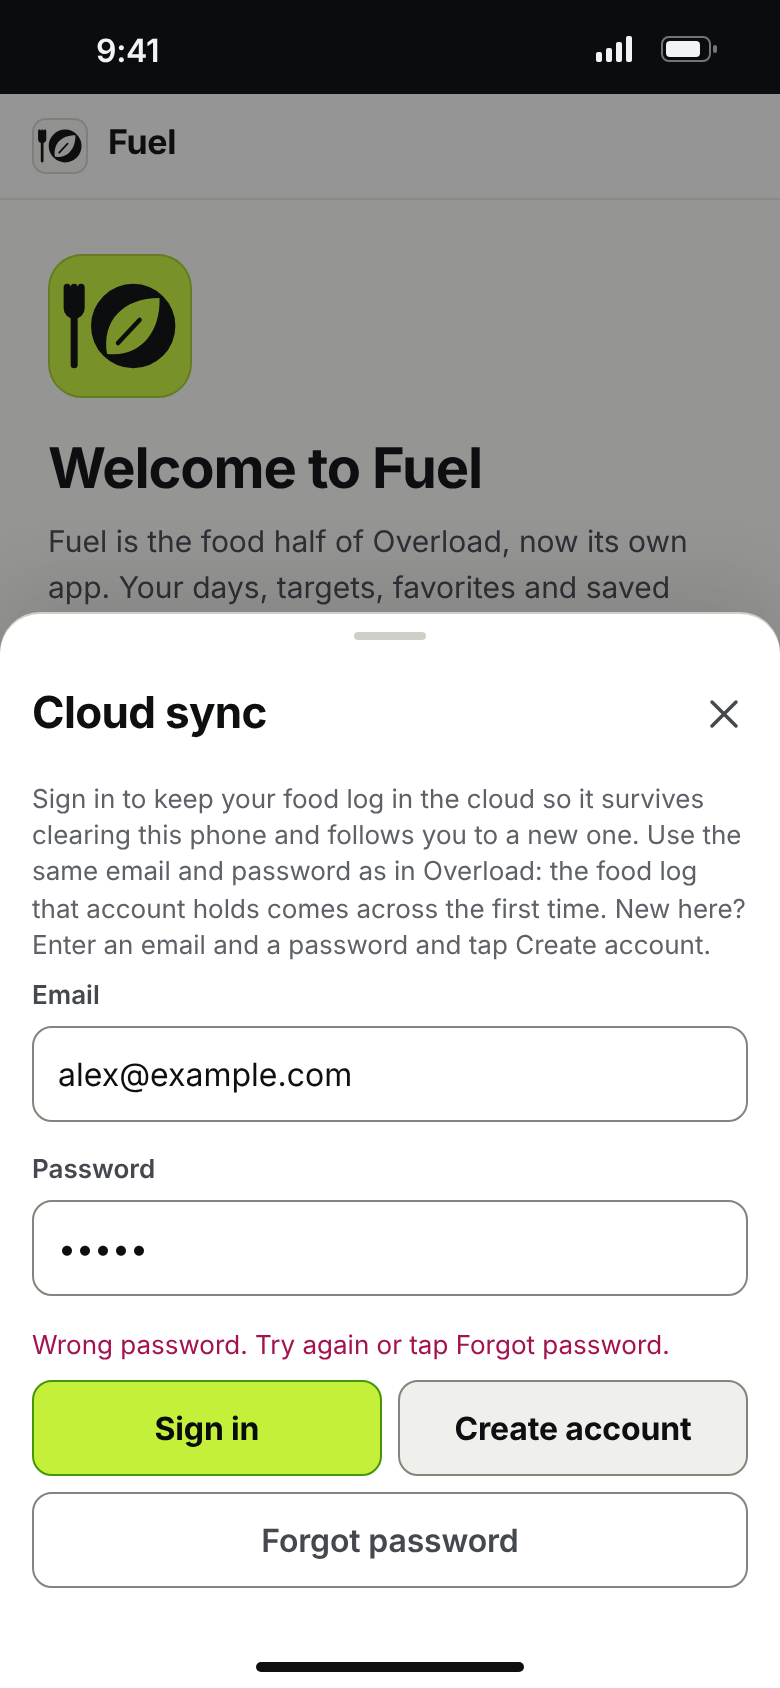 9:41
Fuel
Welcome to Fuel
Fuel is the food half of Overload, now its own
app. Your days, targets, favorites and saved
Cloud sync
Sign in to keep your food log in the cloud so it survives
clearing this phone and follows you to a new one. Use the
same email and password as in Overload: the food log
that account holds comes across the first time. New here?
Enter an email and a password and tap Create account.
Email
alex@example.com
Password
•••••
Wrong password. Try again or tap Forgot password.
Sign in
Create account
Forgot password